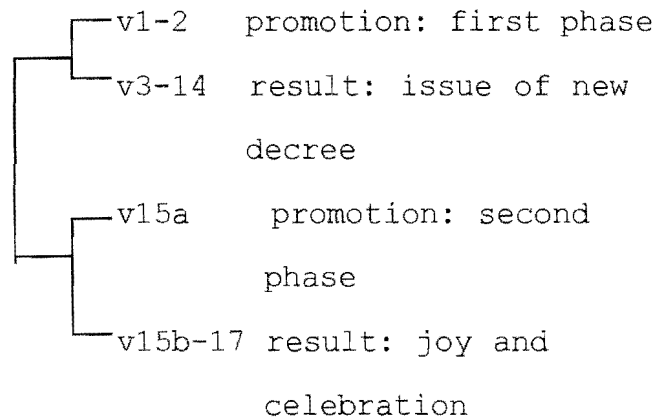 v1-2 promotion: first phase
v3-14 result: issue of new
decree
v15a promotion: second
phase
v15b-17 result: joy and
celebration